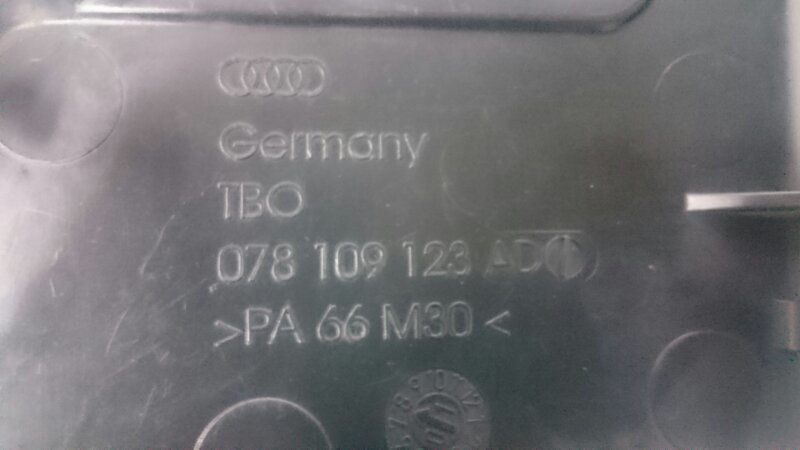 Germany
TBO
078 109 123 AD
>PA 66 M30<